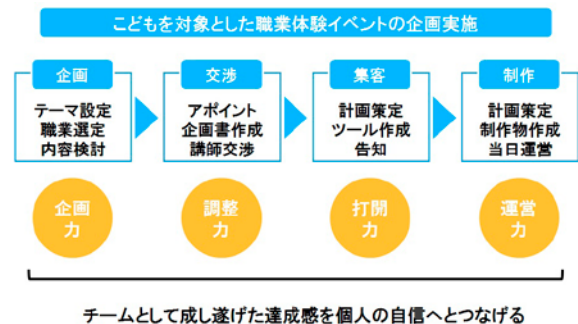 こどもを対象とした職業体験イベントの企画実施
企画
テーマ設定
職業選定
内容検討
交渉
アポイント
企画書作成
講師交渉
集客
計画策定
ツール作成
告知
制作
計画策定
制作物作成
当日運営
企画
力
調整
力
打開
力
運営
力
チームとして成し遂げた達成感を個人の自信へとつなげる